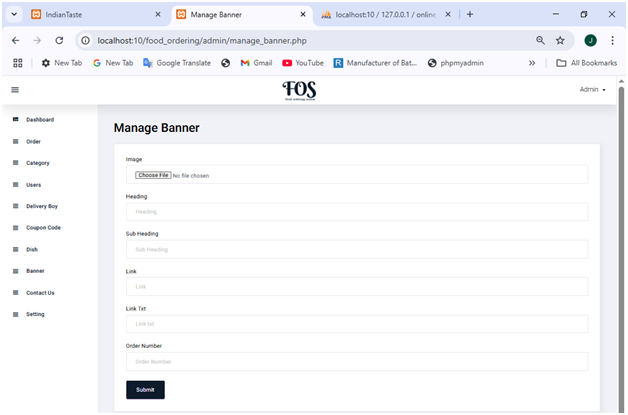 IndianTaste
Manage Banner
localhost:10 / 127.0.0.1 / onlin
localhost:10/food_ordering/admin/manage_banner.php
J
New Tab
New Tab
Google Translate
Gmail
YouTube
Manufacturer of Bat...
phpmyadmin
All Bookmarks
FOS
Admin
Dashboard
Order
Category
Users
Delivery Boy
Coupon Code
Dish
Banner
Contact Us
Setting
Manage Banner
Image
Choose File No file chosen
Heading
Heading
Sub Heading
Sub Heading
Link
Link
Link Txt
Link txt
Order Number
Order Number
Submit